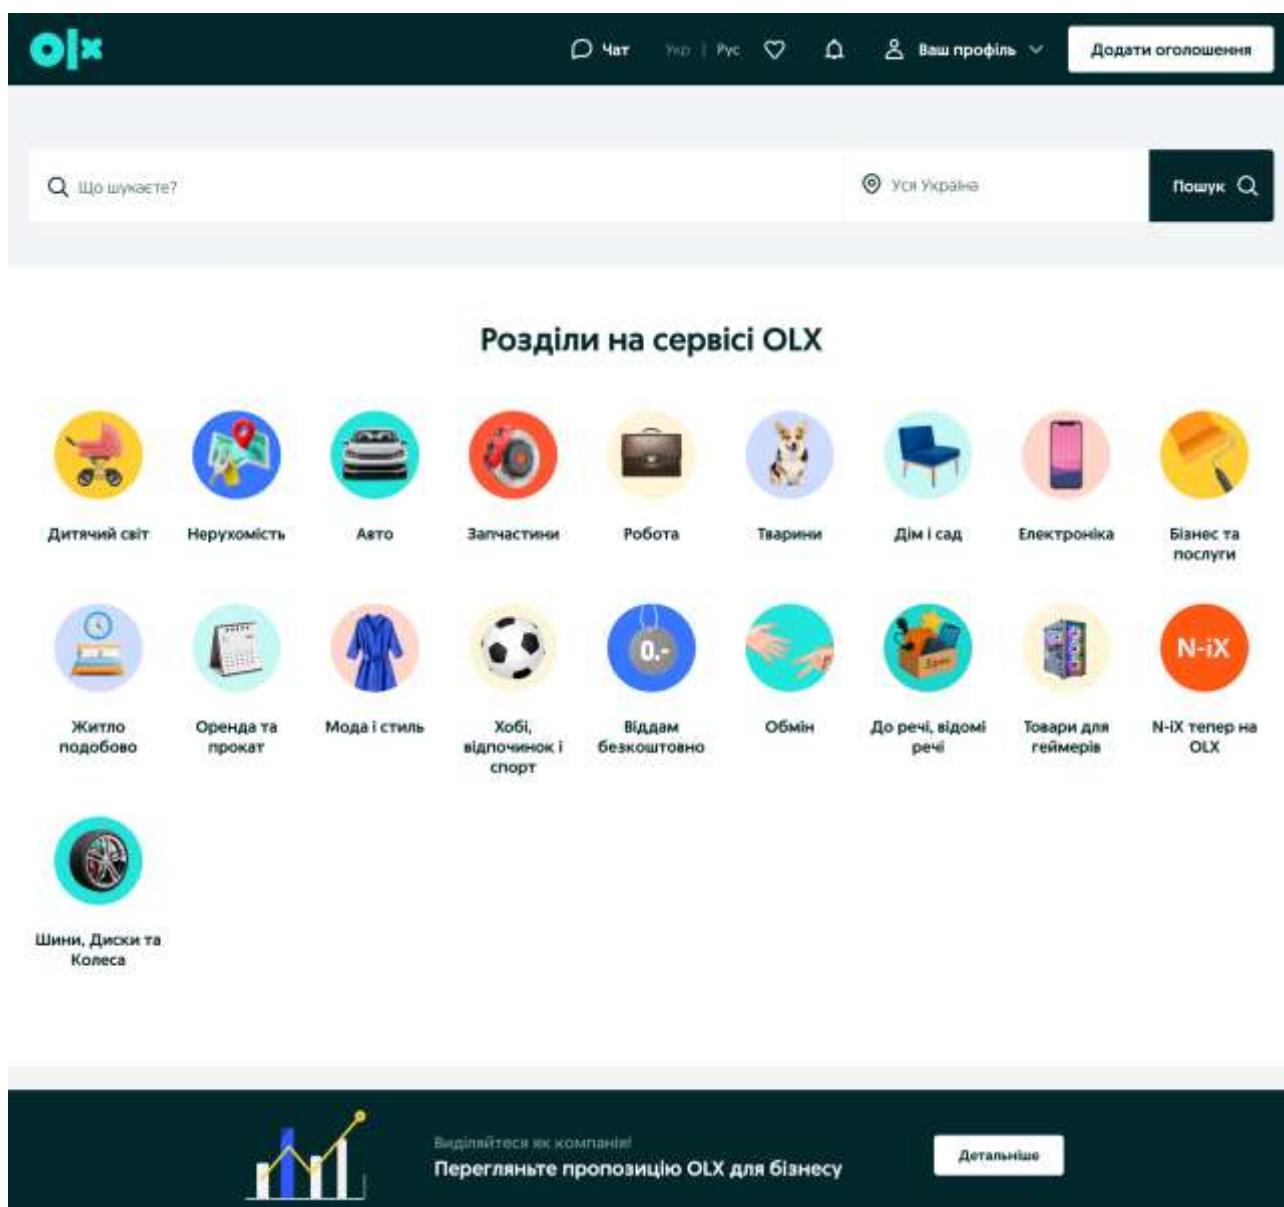 olx
Чат Укр | Рус Ваш профіль Додати оголошення
Що шукаєте? Уся Україна Пошук
Розділи на сервісі OLX
Дитячий світ Нерухомість Авто Запчастини Робота Тварини Дім і сад Електроніка Бізнес та
послуги
0.-
N-iX
Житло Оренда та Мода і стиль Хобі, Віддам Обмін До речі, відомі Товари для N-iX тепер на
подобово прокат відпочинок і безкоштовно речі геймерів OLX
спорт
Шини, Диски та
Колеса
Виділяйтеся як компанія!
Перегляньте пропозицію OLX для бізнесу
Детальніше